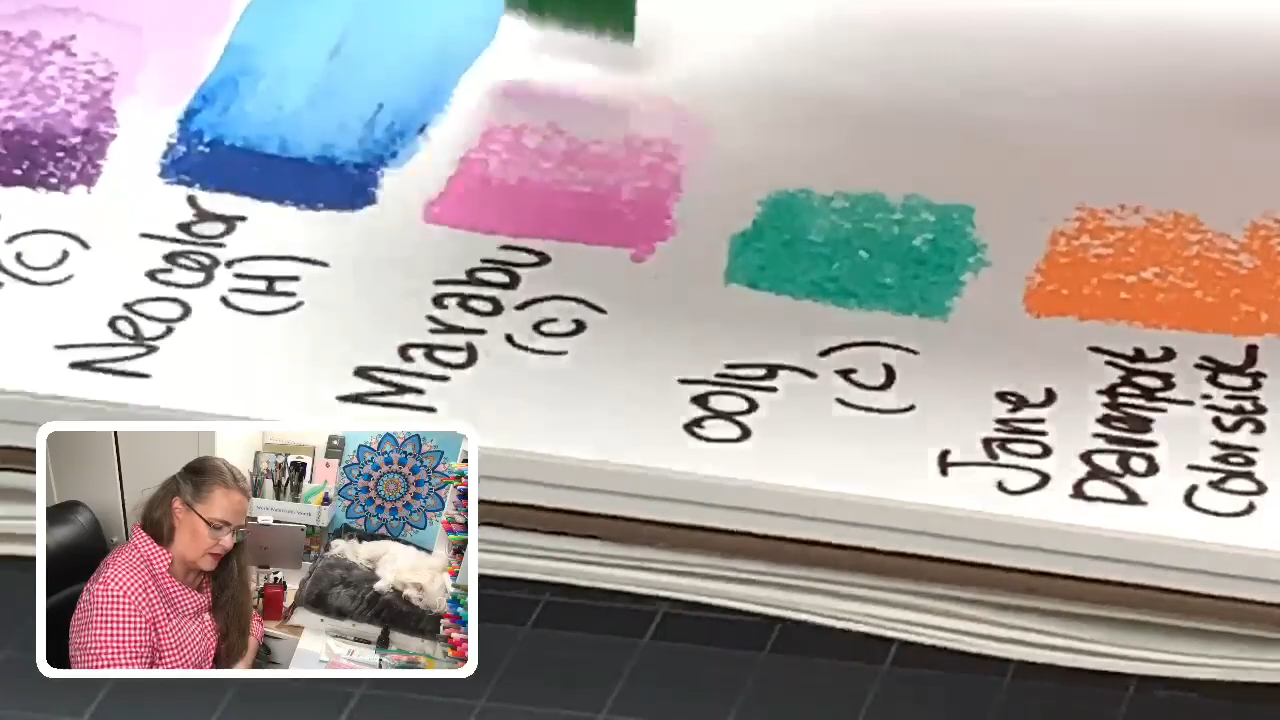 (C)
Neocolor
(H)
Marabu
(C)
ooly
(C)
Jane
Davenport
Color stick